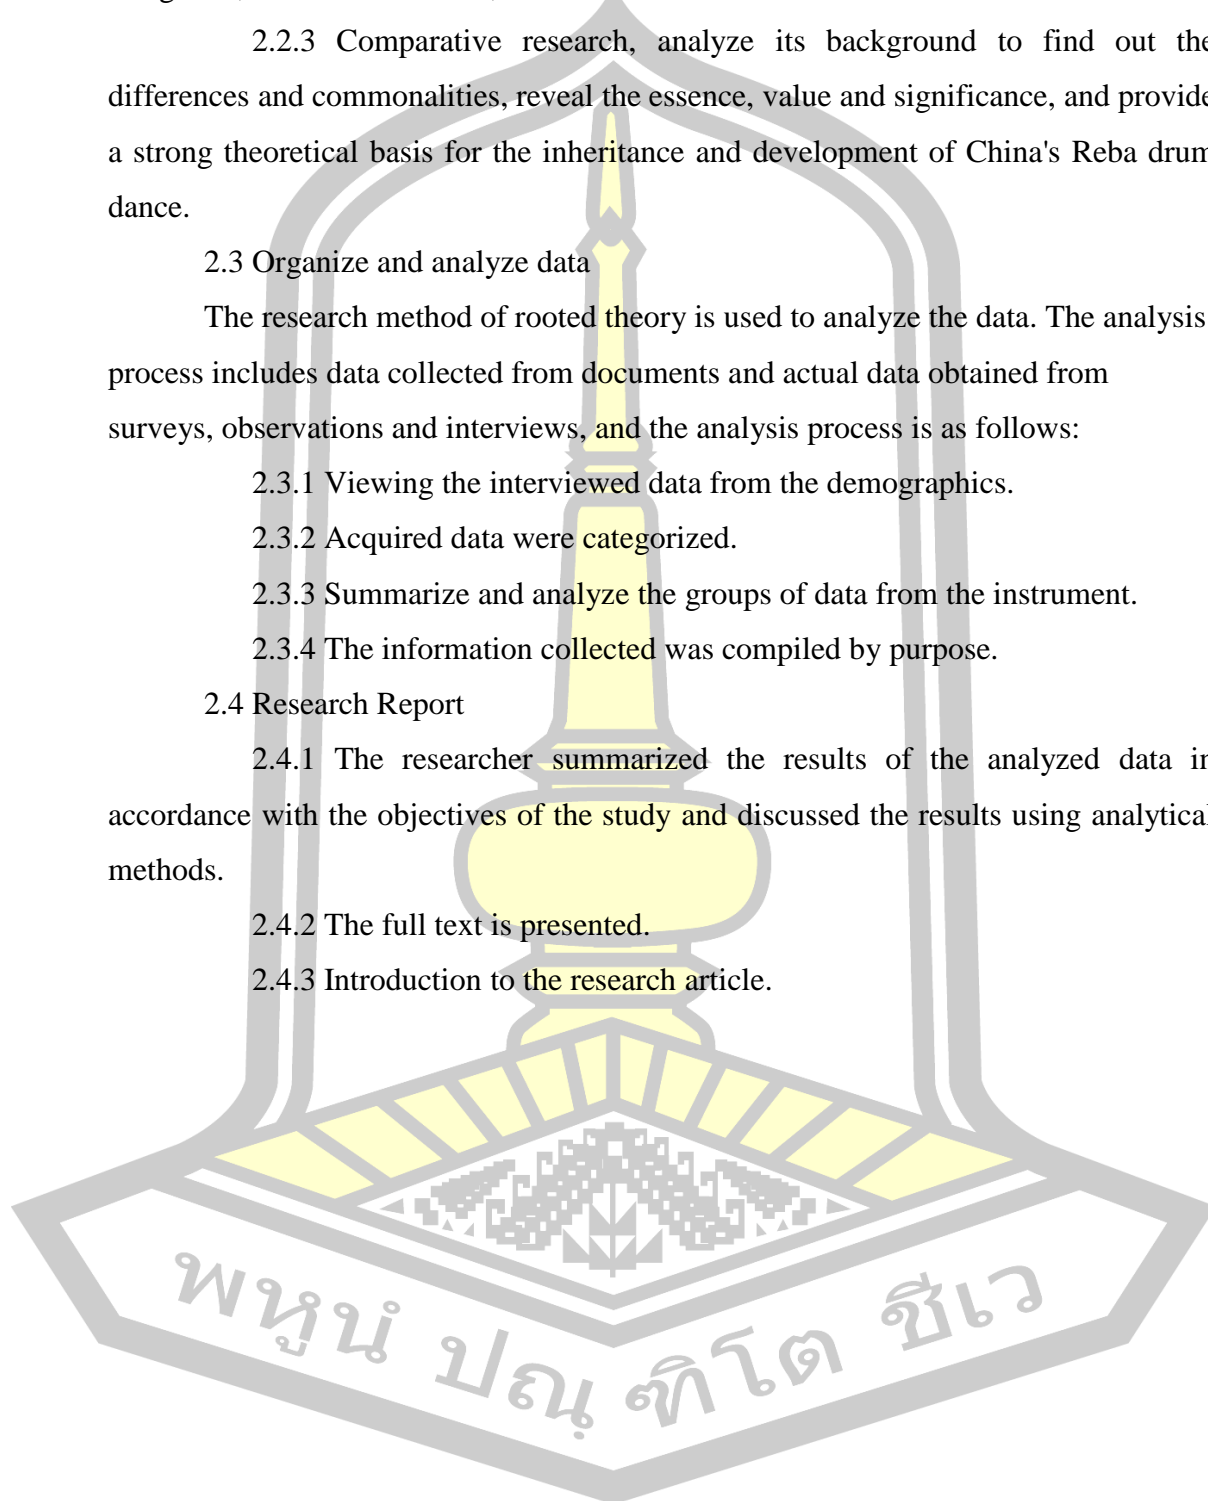 2.2.3 Comparative research, analyze its background to find out the
differences and commonalities, reveal the essence, value and significance, and provide
a strong theoretical basis for the inheritance and development of China's Reba drum
dance.
2.3 Organize and analyze data
The research method of rooted theory is used to analyze the data. The analysis
process includes data collected from documents and actual data obtained from
surveys, observations and interviews, and the analysis process is as follows:
2.3.1 Viewing the interviewed data from the demographics.
2.3.2 Acquired data were categorized.
2.3.3 Summarize and analyze the groups of data from the instrument.
2.3.4 The information collected was compiled by purpose.
2.4 Research Report
2.4.1 The researcher summarized the results of the analyzed data in
accordance with the objectives of the study and discussed the results using analytical
methods.
2.4.2 The full text is presented.
2.4.3 Introduction to the research article.
พหูนํ ปณฺฑิโต ชีเว